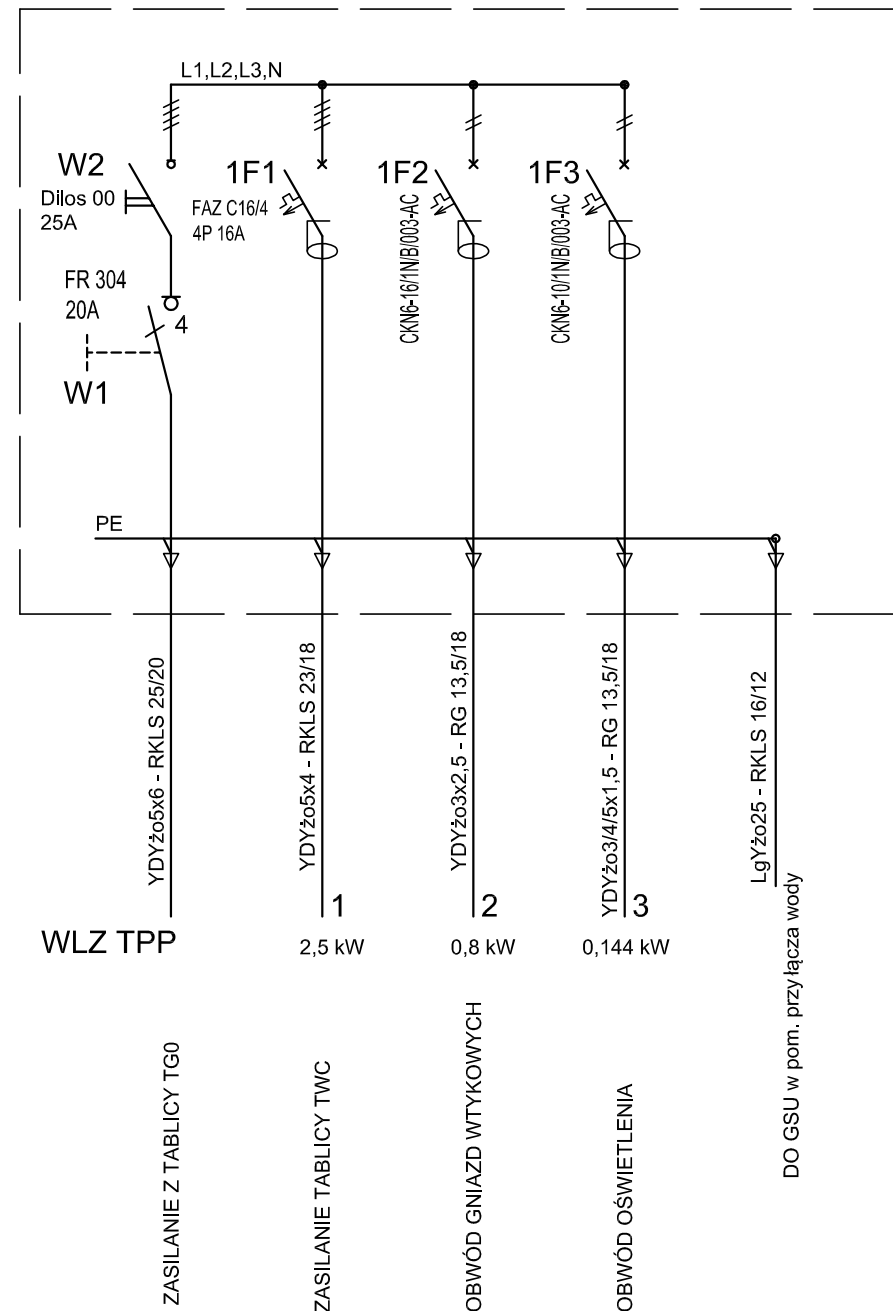 L1,L2,L3,N
W2
Dilos 00
25A
FR 304
20A
4
W1
1F1
FAZ C16/4
4P 16A
1F2
CKN6-16/1N/B/003-AC
1F3
CKN6-10/1N/B/003-AC
PE
YDYżo5x6 - RKLS 25/20
YDYżo5x4 - RKLS 23/18
YDYżo3x2,5 - RG 13,5/18
YDYżo3/4/5x1,5 - RG 13,5/18
LgYżo25 - RKLS 16/12
WLZ TPP
1
2,5 kW
2
0,8 kW
3
0,144 kW
ZASILANIE Z TABLICY TG0
ZASILANIE TABLICY TWC
OBWÓD GNIAZD WTYKOWYCH
OBWÓD OŚWIETLENIA
DO GSU w pom. przyłącza wody